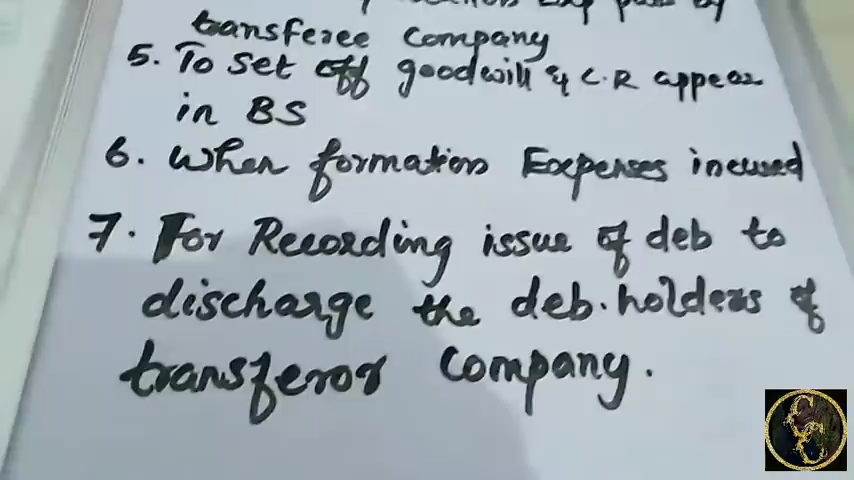 transferee Company
5. To set off goodwill & C.R appear
in BS
6. When formation Expenses incurred
7. For Recording issue of deb to
discharge the deb.holders of
transferor company.